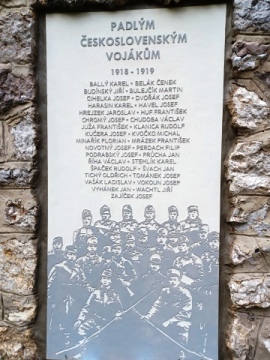 PADLÝM
ČESKOSLOVENSKÝM
VOJÁKŮM
1918 - 1919
BALLÝ KAREL • BELÁK ČENEK
BUDÍNSKÝ JIŘÍ • BULEJČÍK MARTIN
CIHELKA JOSEF • DVOŘÁK JOSEF
HARASIN KAREL • HAVEL JOSEF
HREJZEK JAROSLAV • HUF FRANTIŠEK
CHROMÝ JOSEF • CHUDOBA VÁCLAV
JUŽA FRANTIŠEK • KLANICA RUDOLF
KUČERA JOSEF • KVOČKO MICHAL
MINAŘÍK FLORIAN • MRÁZEK FRANTIŠEK
NOVOTNÝ JOSEF • PERDACH FILIP
PODRABSKÝ JOSEF • PRŮCHA JAN
ŘÍHA VÁCLAV • STEHLÍK KAREL
ŠPAČEK RUDOLF • ŠVACH JAN
TICHÝ OLDŘICH • TOMÁNEK JOSEF
VAŠÁK LADISLAV • VOKOUN JOSEF
VYHÁNEK JAN • WACHTL JIŘÍ
ZAJÍČEK JOSEF